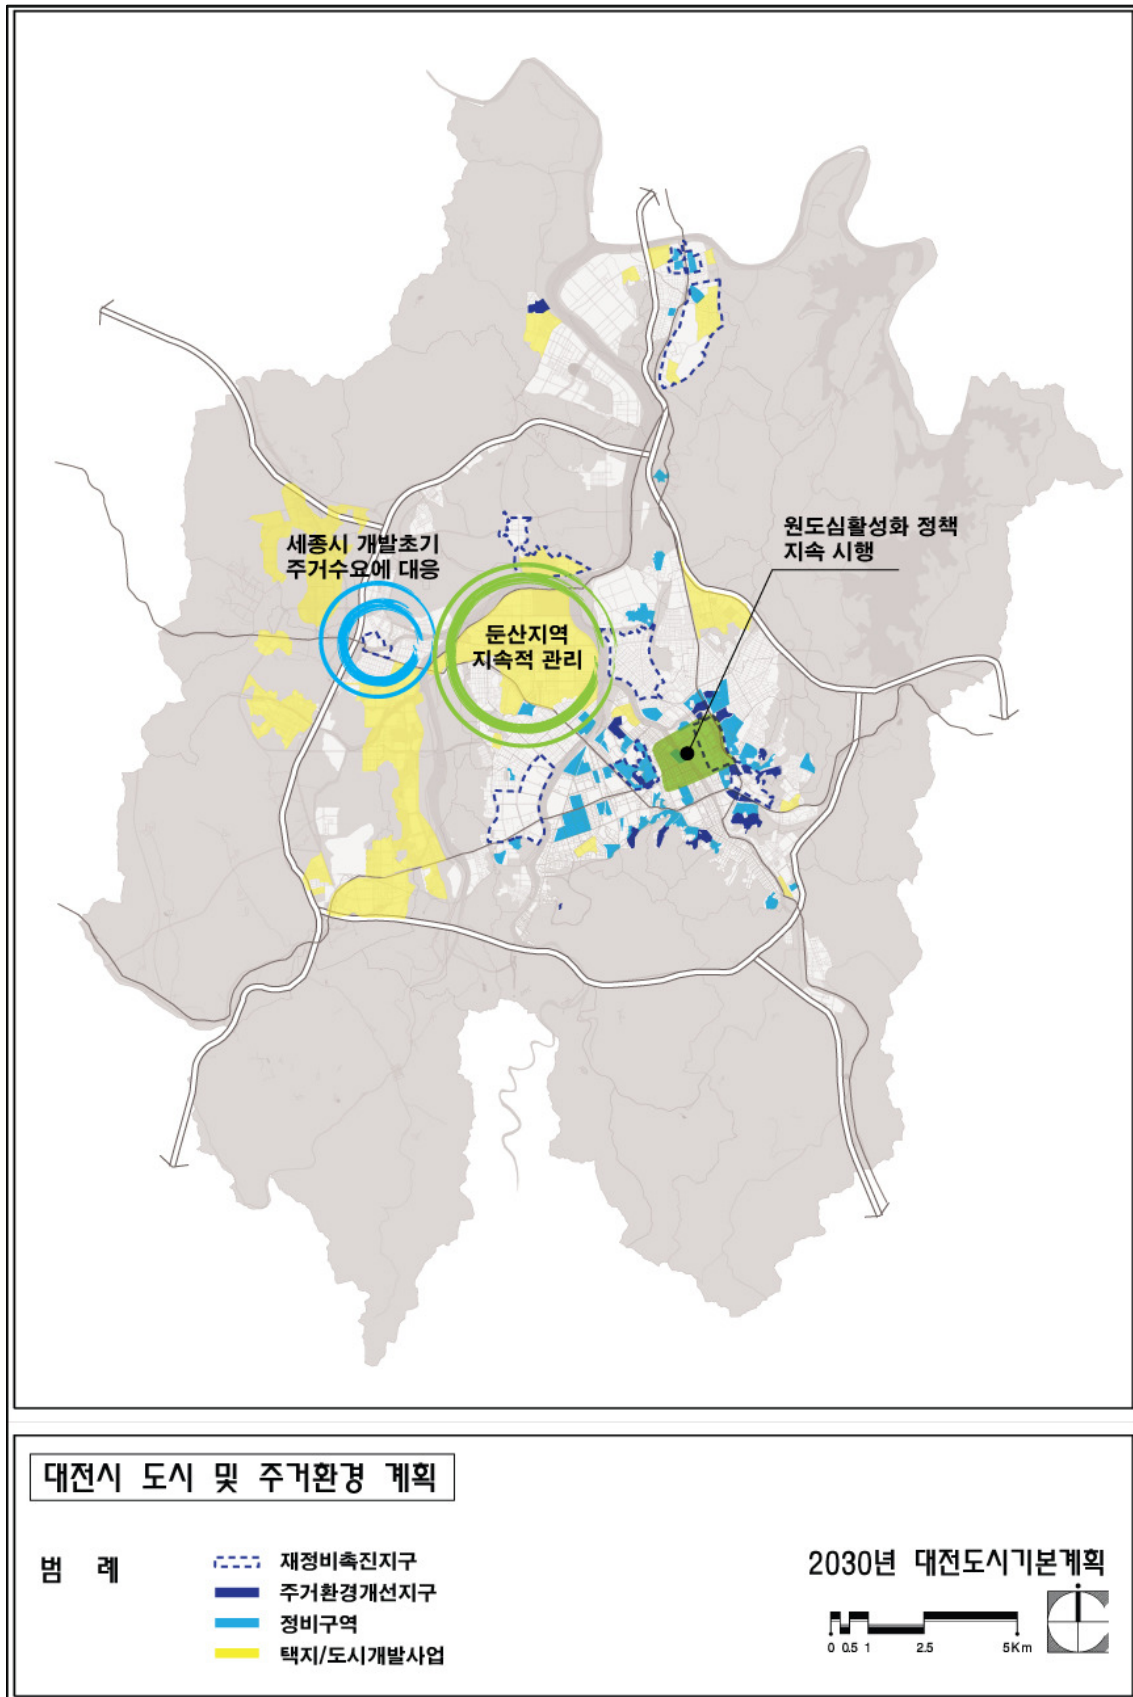 원도심활성화 정책
지속 시행
세종시 개발초기
주거수요에 대응
둔산지역
지속적 관리
대전시 도시 및 주거환경 계획
범 례
재정비촉진지구
주거환경개선지구
정비구역
택지/도시개발사업
2030년 대전도시기본계획
0 0.5 1 2.5 5Km